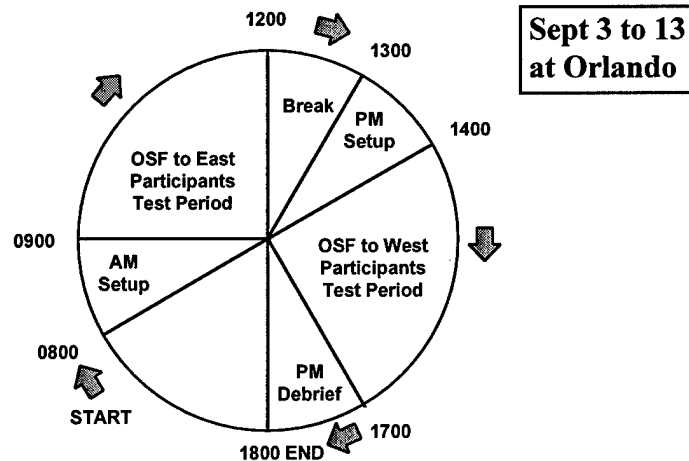 Sept 3 to 13
at Orlando
1200
1300
Break
PM
Setup
1400
OSF to East
Participants
Test Period
0900
AM
Setup
OSF to West
Participants
Test Period
0800
START
PM
Debrief
1700
1800 END